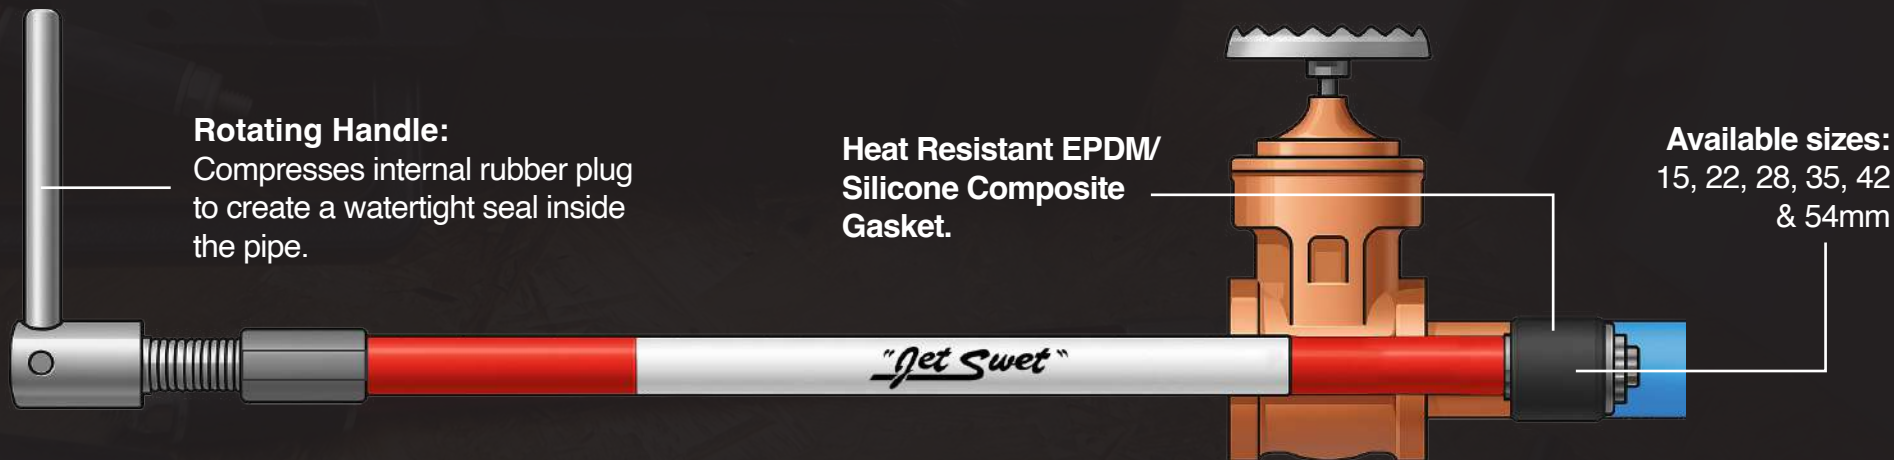 Rotating Handle:
Compresses internal rubber plug
to create a watertight seal inside
the pipe.
Heat Resistant EPDM/
Silicone Composite
Gasket.
Available sizes:
15, 22, 28, 35, 42
& 54mm
"Jet Swet"